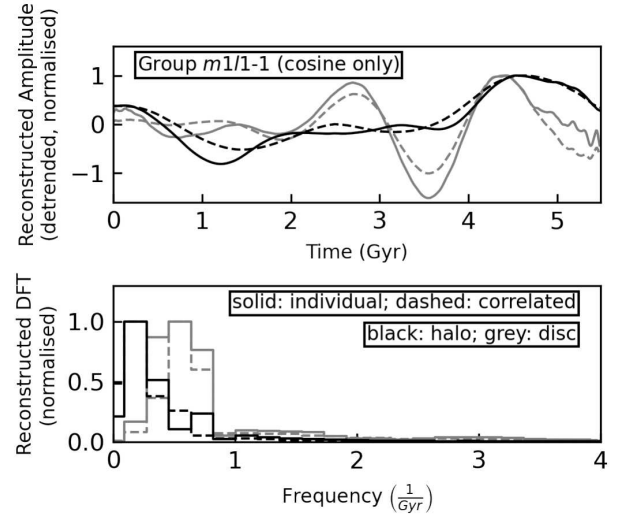 Reconstructed Amplitude
(detrended, normalised)
Group m1l1-1 (cosine only)
1
0
−1
0 1 2 3 4 5
Time (Gyr)
Reconstructed DFT
(normalised)
solid: individual; dashed: correlated
black: halo; grey: disc
1.0
0.5
0.0
0 1 2 3 4
Frequency (1/Gyr)